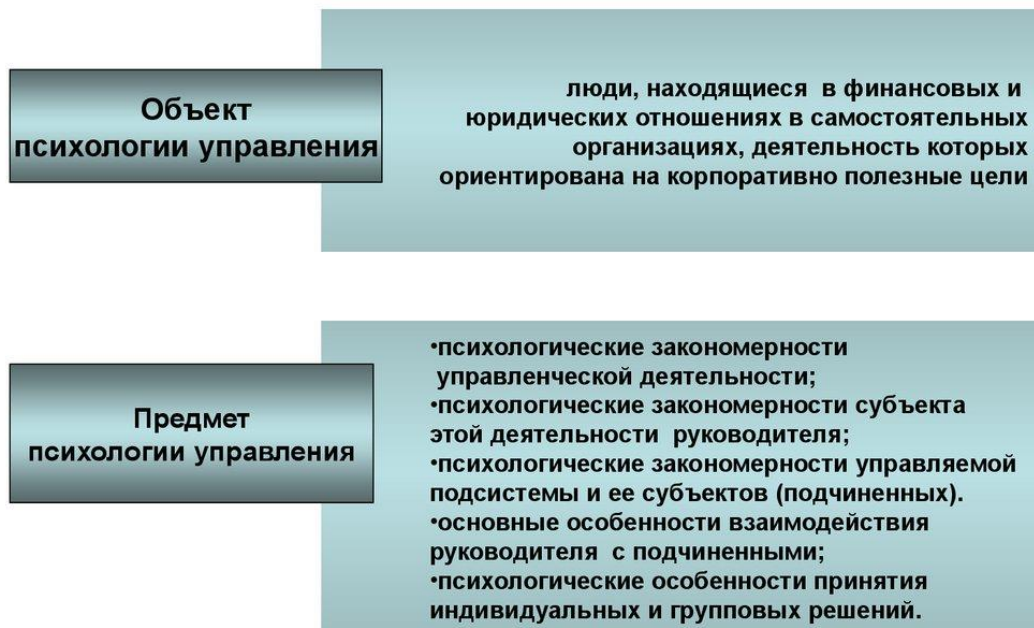 Объект
психологии управления
люди, находящиеся в финансовых и
юридических отношениях в самостоятельных
организациях, деятельность которых
ориентирована на корпоративно полезные цели
Предмет
психологии управления
•психологические закономерности
управленческой деятельности;
•психологические закономерности субъекта
этой деятельности руководителя;
•психологические закономерности управляемой
подсистемы и ее субъектов (подчиненных).
•основные особенности взаимодействия
руководителя с подчиненными;
•психологические особенности принятия
индивидуальных и групповых решений.